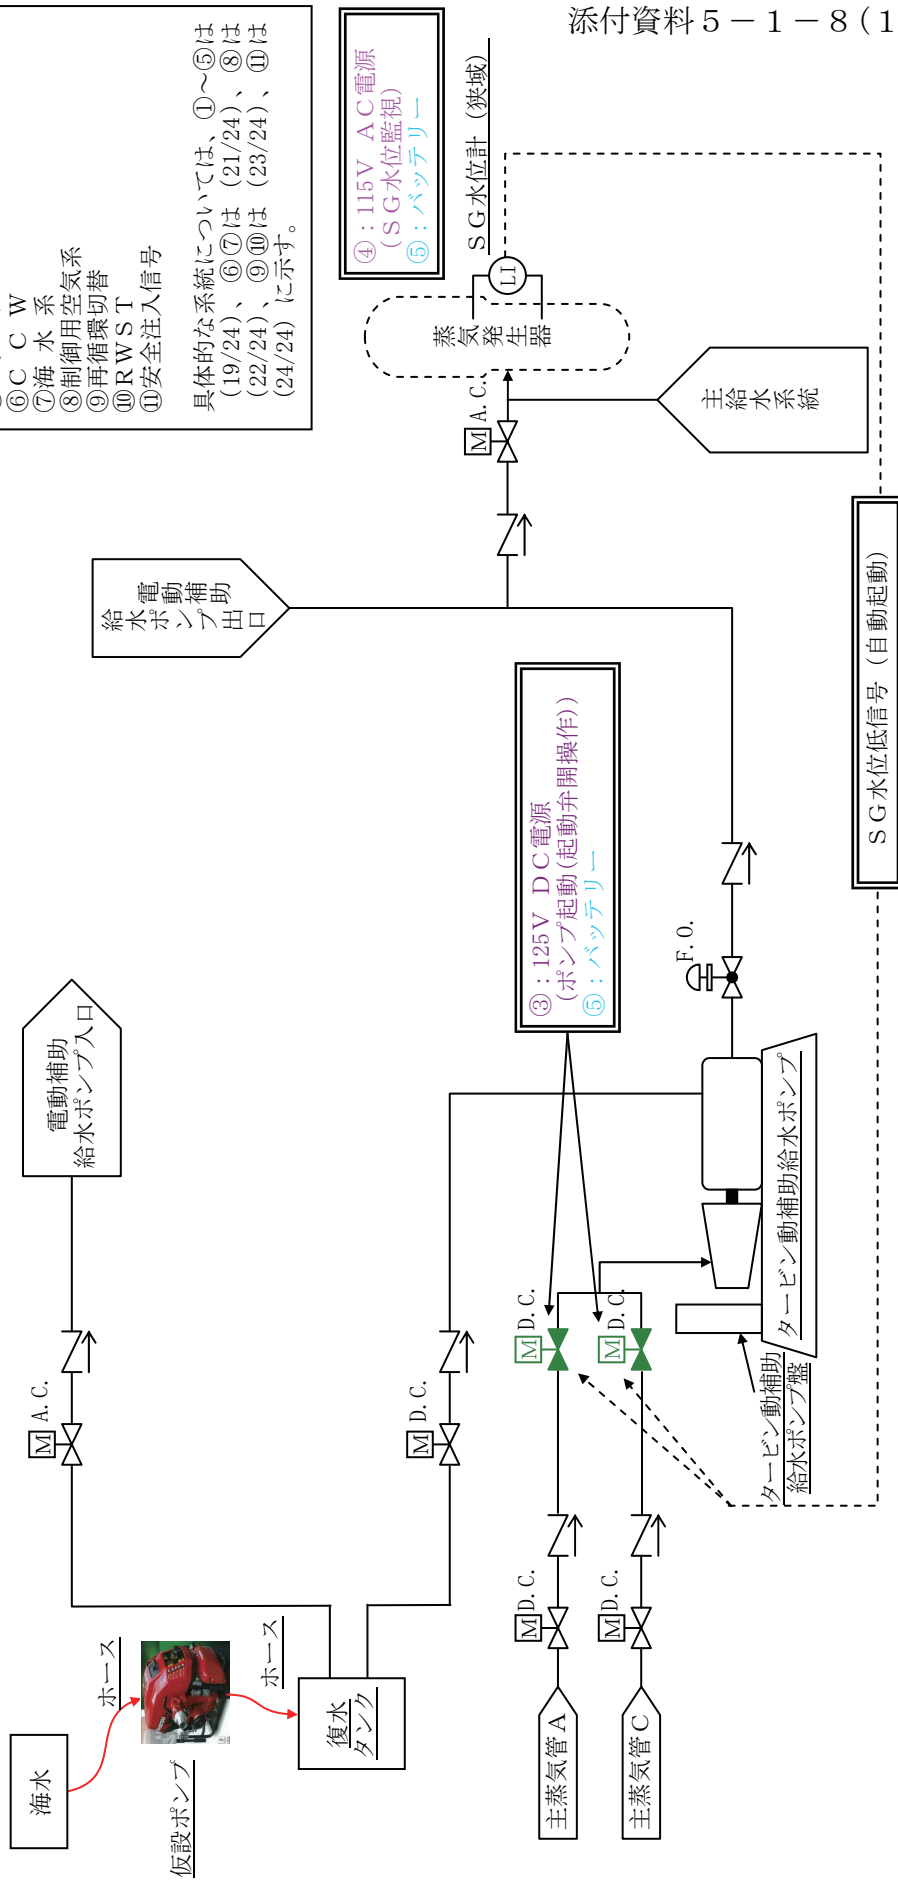 添付資料５－１－８(１
⑥ＣＣＷ
⑦海水系
⑧制御用空気系
⑨再循環切替
⑩ＲＷＳＴ
⑪安全注入信号
具体的な系統については、①～⑤は
(19/24)、⑥⑦は(21/24)、⑧は
(22/24)、⑨⑩は(23/24)、⑪は
(24/24)に示す。
④：115V AC電源
(ＳＧ水位監視)
⑤：バッテリー
ＳＧ水位計（狭域）
LI
蒸気発生器
M A.C.
主給水系統
電動補助
給水ポンプ出口
③：125V DC電源
(ポンプ起動(起動弁開操作))
⑤：バッテリー
ＳＧ水位低信号（自動起動）
F.O.
電動補助
給水ポンプ入口
M A.C.
M D.C.
M D.C.
M D.C.
タービン動補助給水ポンプ
タービン動補助
給水ポンプ盤
M D.C.
M D.C.
海水
ホース
仮設ポンプ
ホース
復水
タンク
主蒸気管Ａ
主蒸気管Ｃ